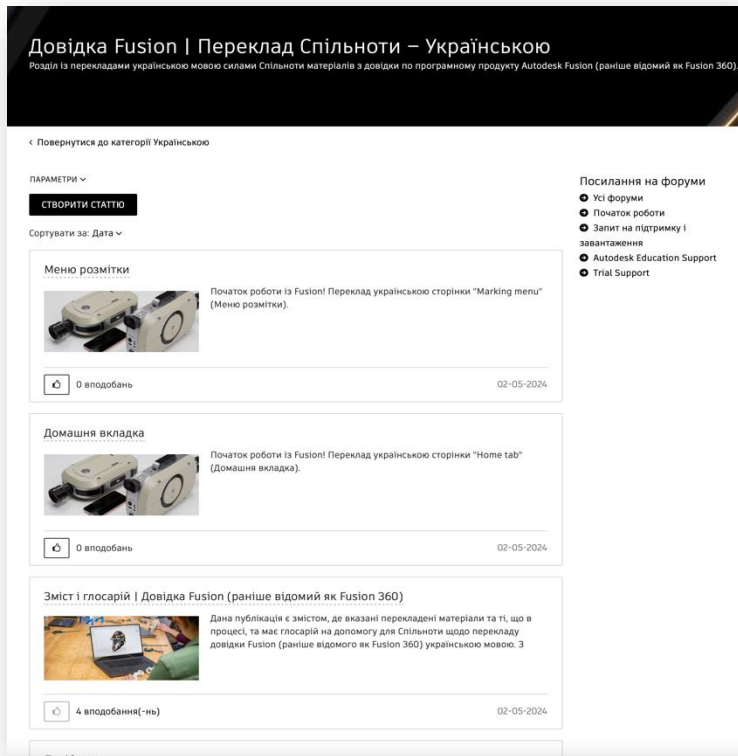 Довідка Fusion | Переклад Спільноти – Українською
Розділ із перекладами українською мовою силами Спільноти матеріалів з довідки по програмному продукту Autodesk Fusion (раніше відомий як Fusion 360).
‹ Повернутися до категорії Українською
ПАРАМЕТРИ
СТВОРИТИ СТАТТЮ
Сортувати за: Дата
Меню розмітки
Початок роботи із Fusion! Переклад українською сторінки "Marking menu"
(Меню розмітки).
0 вподобань
02-05-2024
Домашня вкладка
Початок роботи із Fusion! Переклад українською сторінки "Home tab"
(Домашня вкладка).
0 вподобань
02-05-2024
Зміст і глосарій | Довідка Fusion (раніше відомий як Fusion 360)
Дана публікація є змістом, де вказані перекладені матеріали та ті, що в
процесі, та має глосарій на допомогу для Спільноти щодо перекладу
довідки Fusion (раніше відомого як Fusion 360) українською мовою. З
4 вподобання(-нь)
02-05-2024
Посилання на форуми
Усі форуми
Початок роботи
Запит на підтримку і
завантаження
Autodesk Education Support
Trial Support